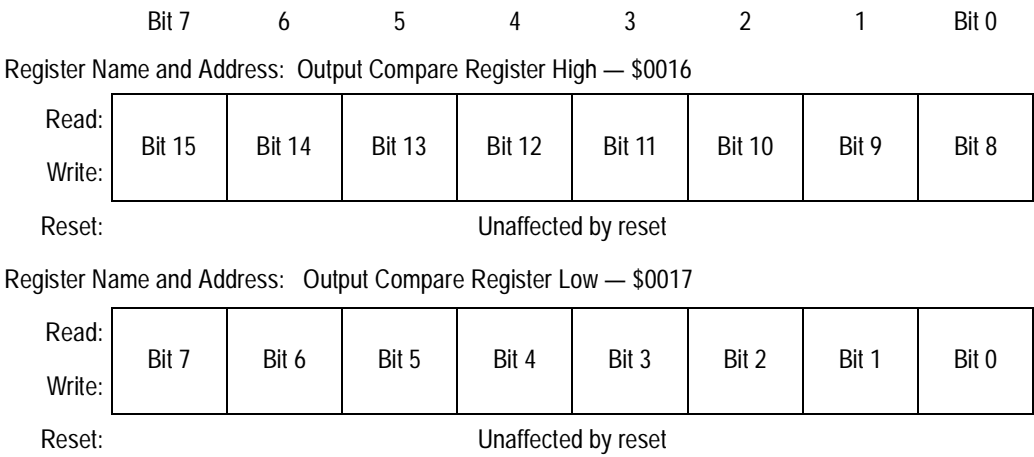 Bit 7 6 5 4 3 2 1 Bit 0
Register Name and Address: Output Compare Register High — $0016
Read:
Write:
Bit 15 Bit 14 Bit 13 Bit 12 Bit 11 Bit 10 Bit 9 Bit 8
Reset: Unaffected by reset
Register Name and Address: Output Compare Register Low — $0017
Read:
Write:
Bit 7 Bit 6 Bit 5 Bit 4 Bit 3 Bit 2 Bit 1 Bit 0
Reset: Unaffected by reset